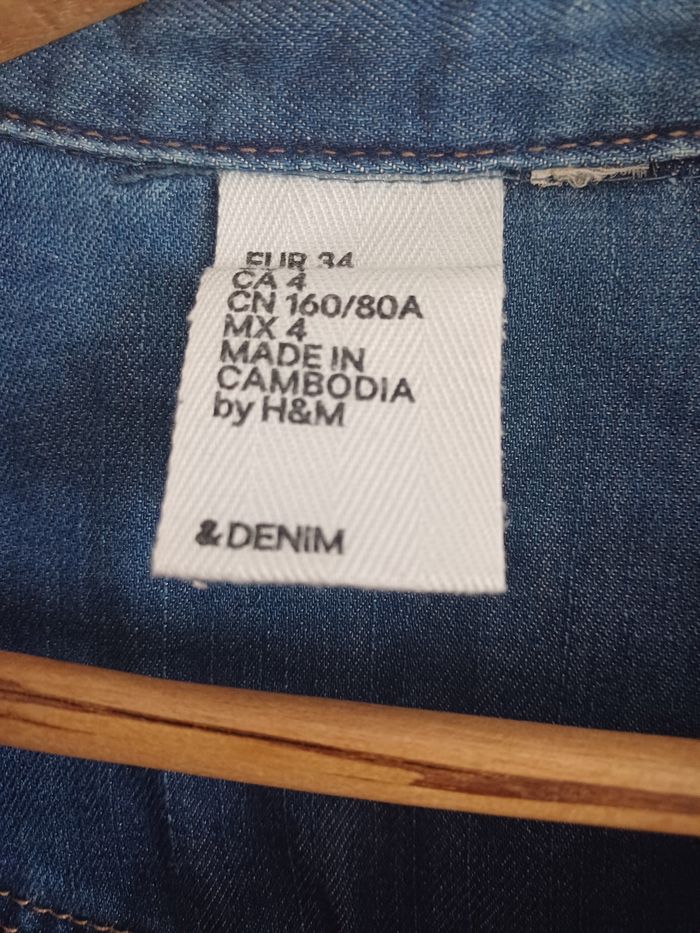 EUR 34
CA 4
CN 160/80A
MX 4
MADE IN
CAMBODIA
by H&M
& DENIM